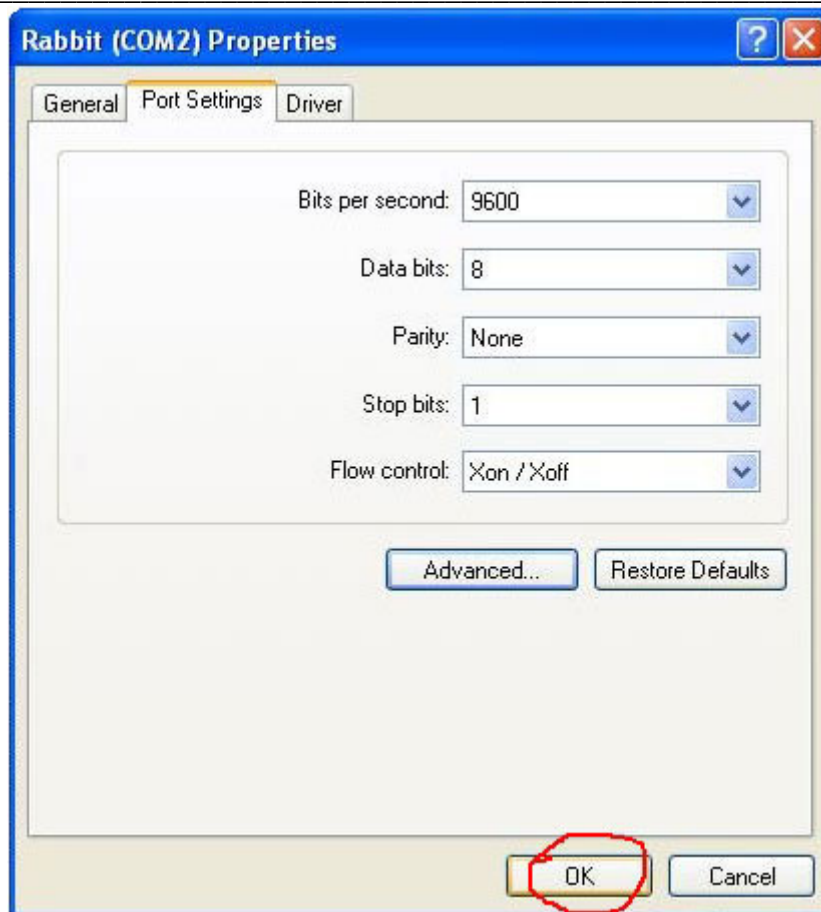 Rabbit (COM2) Properties
General Port Settings Driver
Bits per second: 9600
Data bits: 8
Parity: None
Stop bits: 1
Flow control: Xon / Xoff
Advanced... Restore Defaults
OK Cancel